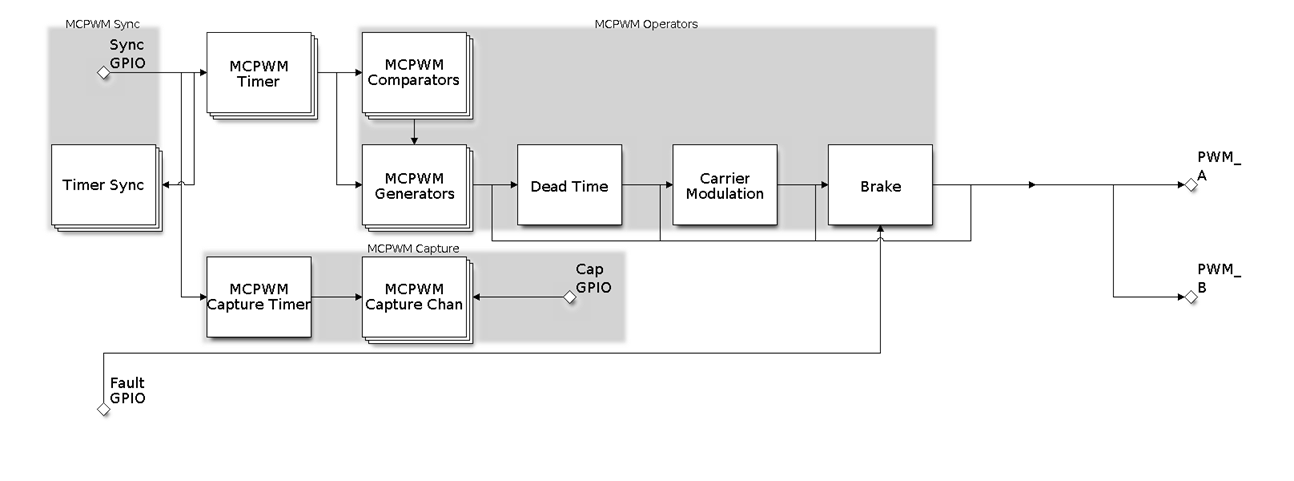 MCPWM Sync
MCPWM Operators
Sync
GPIO
MCPWM
Timer
MCPWM
Comparators
Timer Sync
MCPWM
Generators
Dead Time
Carrier
Modulation
Brake
PWM_
A
MCPWM Capture
MCPWM
Capture Timer
MCPWM
Capture Chan
Cap
GPIO
PWM_
B
Fault
GPIO